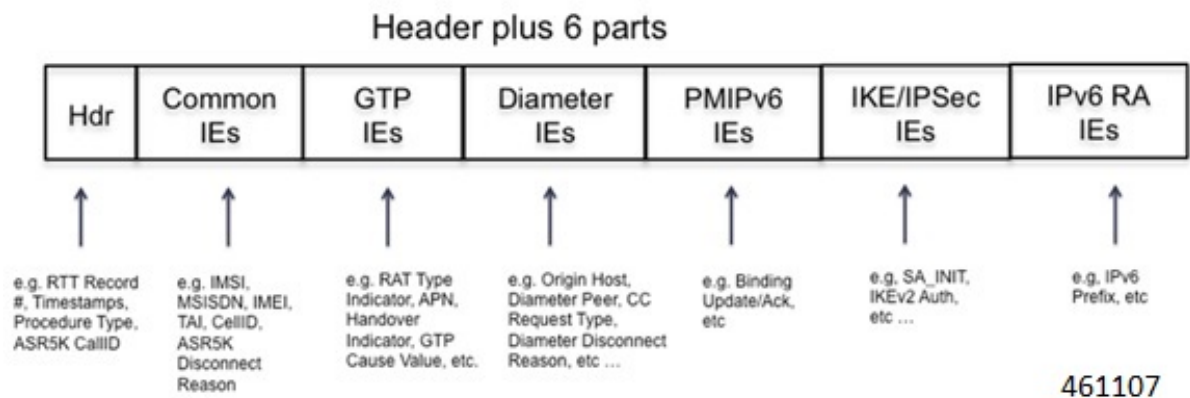 Header plus 6 parts
Hdr
Common
IEs
GTP
IEs
Diameter
IEs
PMIPv6
IEs
IKE/IPSec
IEs
IPv6 RA
IEs
e.g. RTT Record
#, Timestamps,
Procedure Type,
ASR5K CallID
e.g. IMSI,
MSISDN, IMEI,
TAI, CellID,
ASR5K
Disconnect
Reason
e.g. RAT Type
Indicator, APN,
Handover
Indicator, GTP
Cause Value, etc.
e.g. Origin Host,
Diameter Peer, CC
Request Type,
Diameter Disconnect
Reason, etc ...
e.g. Binding
Update/Ack,
etc
e.g, SA_INIT,
IKEv2 Auth,
etc ...
e.g, IPv6
Prefix, etc
461107